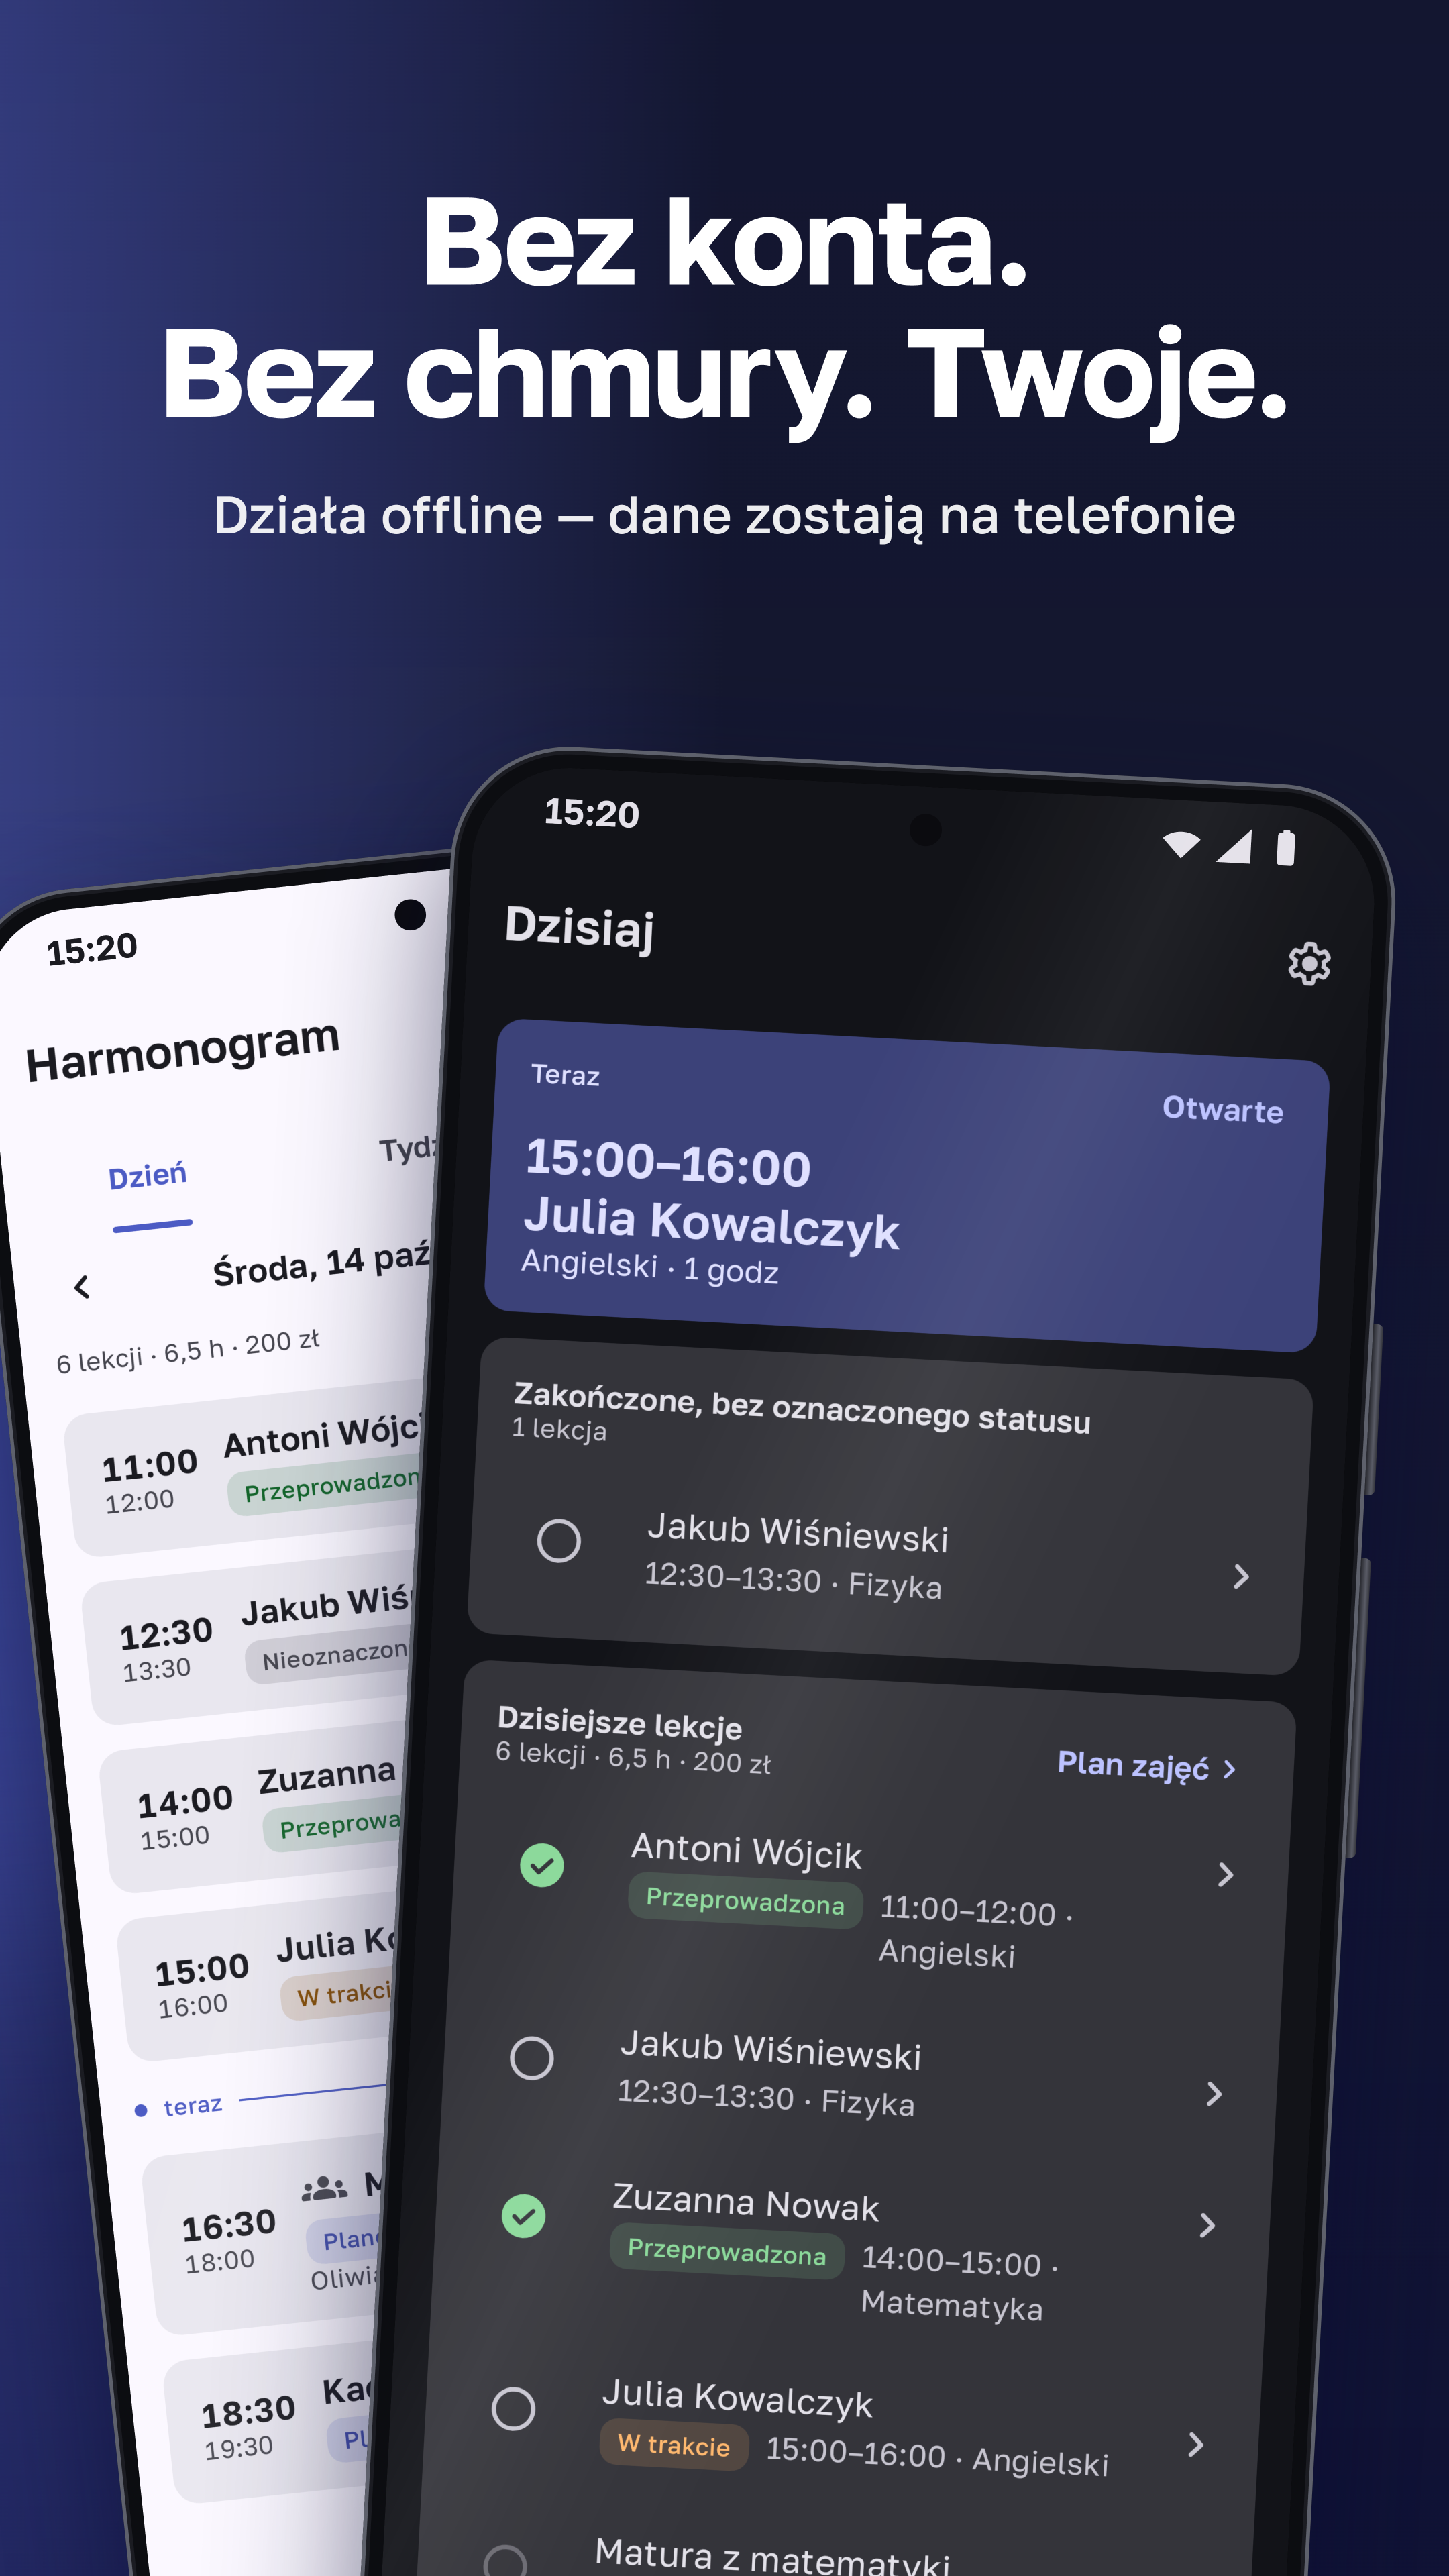 Bez konta.
Bez chmury. Twoje.
Działa offline — dane zostają na telefonie
15:20
Harmonogram
Dzień
Środa, 14
6 lekcji · 6,5 h · 200 zł
11:00
12:00
Antoni
12:30
13:30
Jakub
14:00
15:00
Zuzanna
15:00
16:00
Julia
W
teraz
16:30
18:00
18:30
19:30
15:20
Dzisiaj
Teraz
Otwarte
15:00–16:00
Julia Kowalczyk
Angielski · 1 godz
Zakończone, bez oznaczonego statusu
1 lekcja
Jakub Wiśniewski
12:30–13:30 · Fizyka
Dzisiejsze lekcje
6 lekcji · 6,5 h · 200 zł
Plan zajęć
Antoni Wójcik
Przeprowadzona
11:00–12:00 ·
Angielski
Jakub Wiśniewski
12:30–13:30 · Fizyka
Zuzanna Nowak
Przeprowadzona
14:00–15:00 ·
Matematyka
Julia Kowalczyk
W trakcie
15:00–16:00 · Angielski
Matura z matematyki